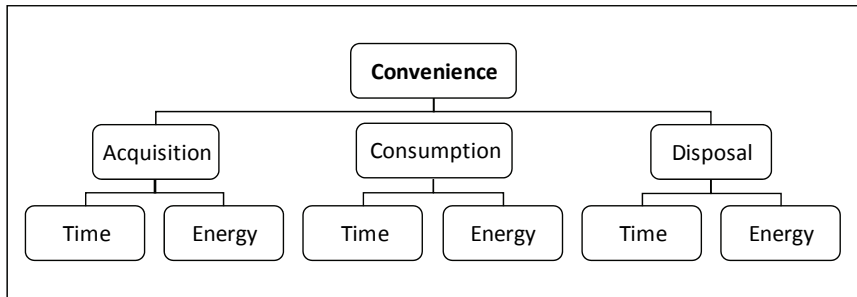 Convenience
Acquisition
Consumption
Disposal
Time
Energy
Time
Energy
Time
Energy